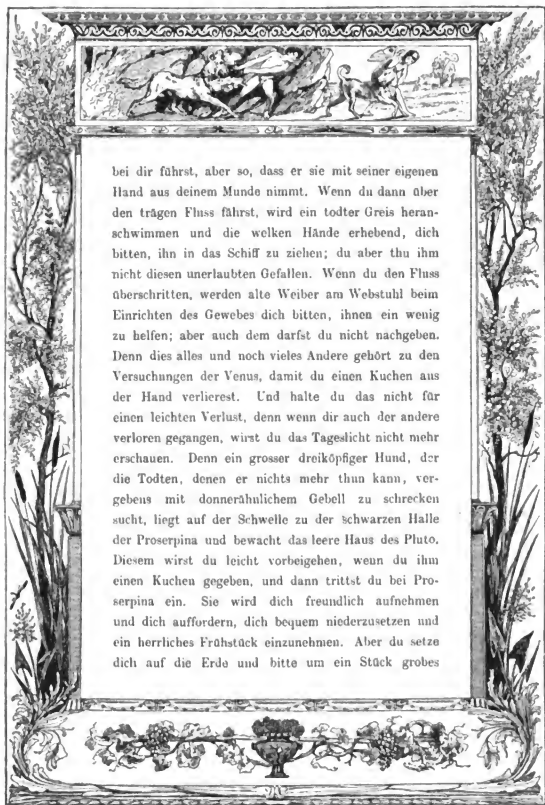 bei dir führst, aber so, dass er sie mit seiner eigenen
Hand aus deinem Munde nimmt. Wenn du dann über
den trägen Fluss fährst, wird ein todter Greis heran-
schwimmen und die welken Hände erhebend, dich
bitten, ihn in das Schiff zu ziehen; du aber thu ihm
nicht diesen unerlaubten Gefallen. Wenn du den Fluss
überschritten, werden alte Weiber am Webstuhl beim
Einrichten des Gewebes dich bitten, ihnen ein wenig
zu helfen; aber auch dem darfst du nicht nachgeben.
Denn dies alles und noch vieles Andere gehört zu den
Versuchungen der Venus, damit du einen Kuchen aus
der Hand verlierest. Und halte du das nicht für
einen leichten Verlust, denn wenn dir auch der andere
verloren gegangen, wirst du das Tageslicht nicht mehr
erschauen. Denn ein grosser dreiköpfiger Hund, der
die Todten, denen er nichts mehr thun kann, ver-
gebens mit donnerähnlichem Gebell zu schrecken
sucht, liegt auf der Schwelle zu der schwarzen Halle
der Proserpina und bewacht das leere Haus des Pluto.
Diesem wirst du leicht vorbeigehen, wenn du ihm
einen Kuchen gegeben, und dann trittst du bei Pro-
serpina ein. Sie wird dich freundlich aufnehmen
und dich auffordern, dich bequem niederzusetzen und
ein herrliches Frühstück einzunehmen. Aber du setze
dich auf die Erde und bitte um ein Stück grobes